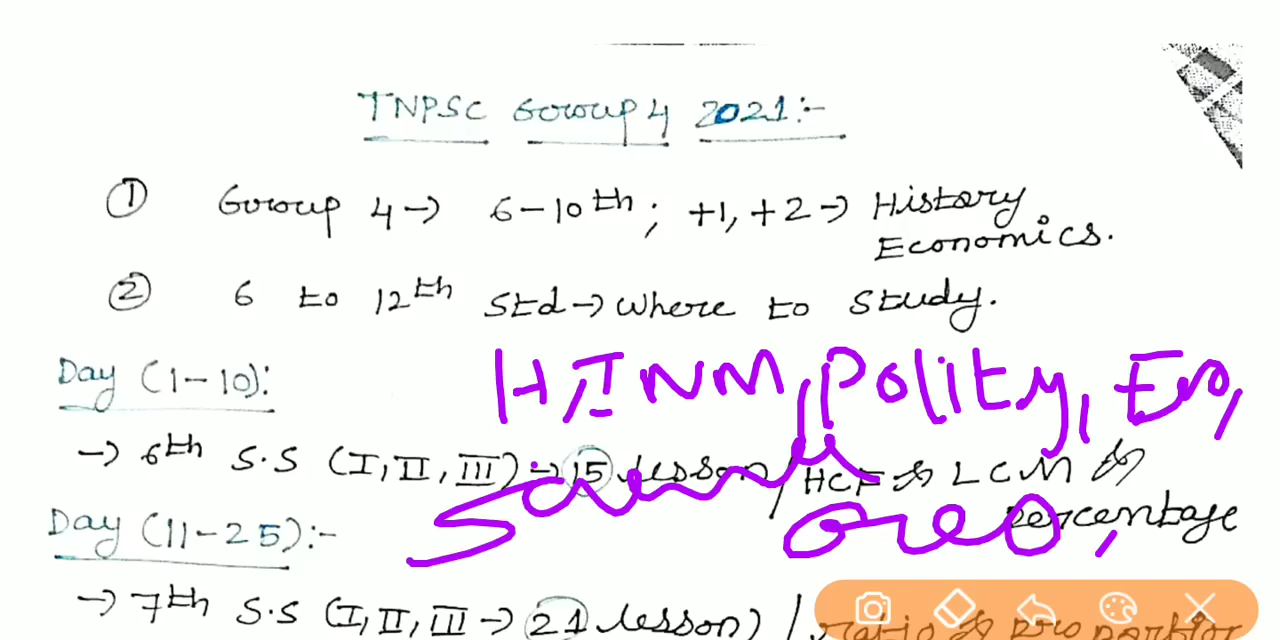 TNPSC Group 4 2021:-
① Group 4 → 6-10th; +1, +2 → History
Economics.
② 6 to 12th Std → where to Study.
Day (1-10):
H, INM, Polity, Eco,
→ 6th S.S (I, II, III) → 15 lesson / HCF & LCM &
percentage
Science
Geo,
Day (11-25):-
→ 7th S.S (I, II, III → 21 lesson) / ratio & proportion